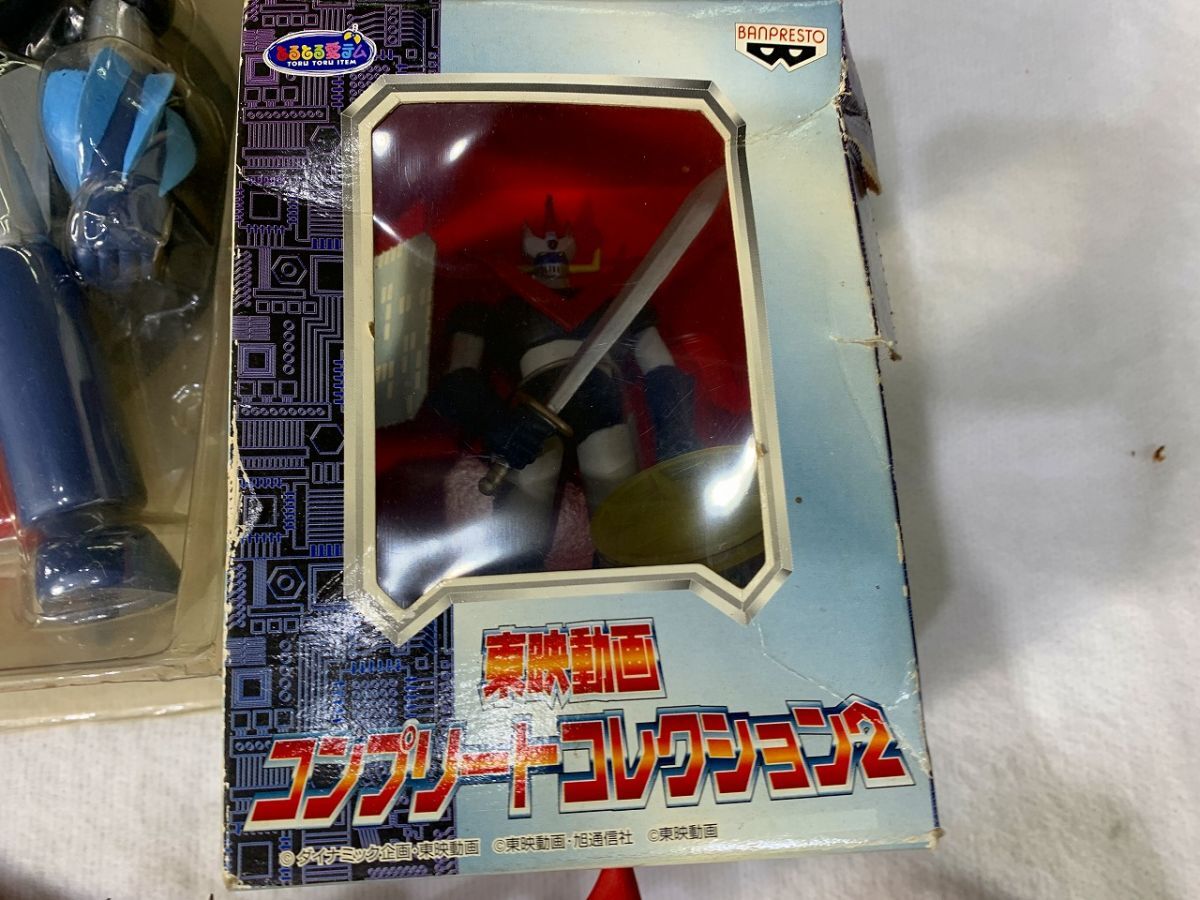 とるとる愛テム
TORU TORU ITEM
BANPRESTO
東映動画
コンプリートコレクション2
©ダイナミック企画・東映動画 ©東映動画・旭通信社 ©東映動画